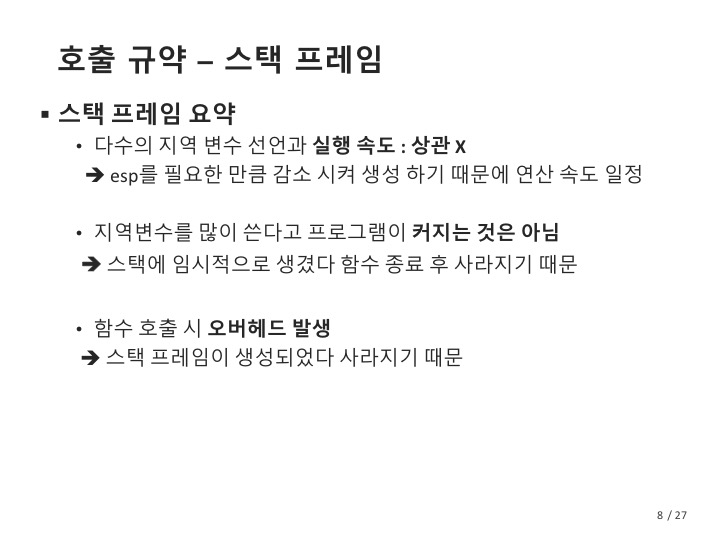 호출 규약 – 스택 프레임
▪ 스택 프레임 요약
• 다수의 지역 변수 선언과 실행 속도 : 상관 X
➔ esp를 필요한 만큼 감소 시켜 생성 하기 때문에 연산 속도 일정
• 지역변수를 많이 쓴다고 프로그램이 커지는 것은 아님
➔ 스택에 임시적으로 생겼다 함수 종료 후 사라지기 때문
• 함수 호출 시 오버헤드 발생
➔ 스택 프레임이 생성되었다 사라지기 때문
8 / 27